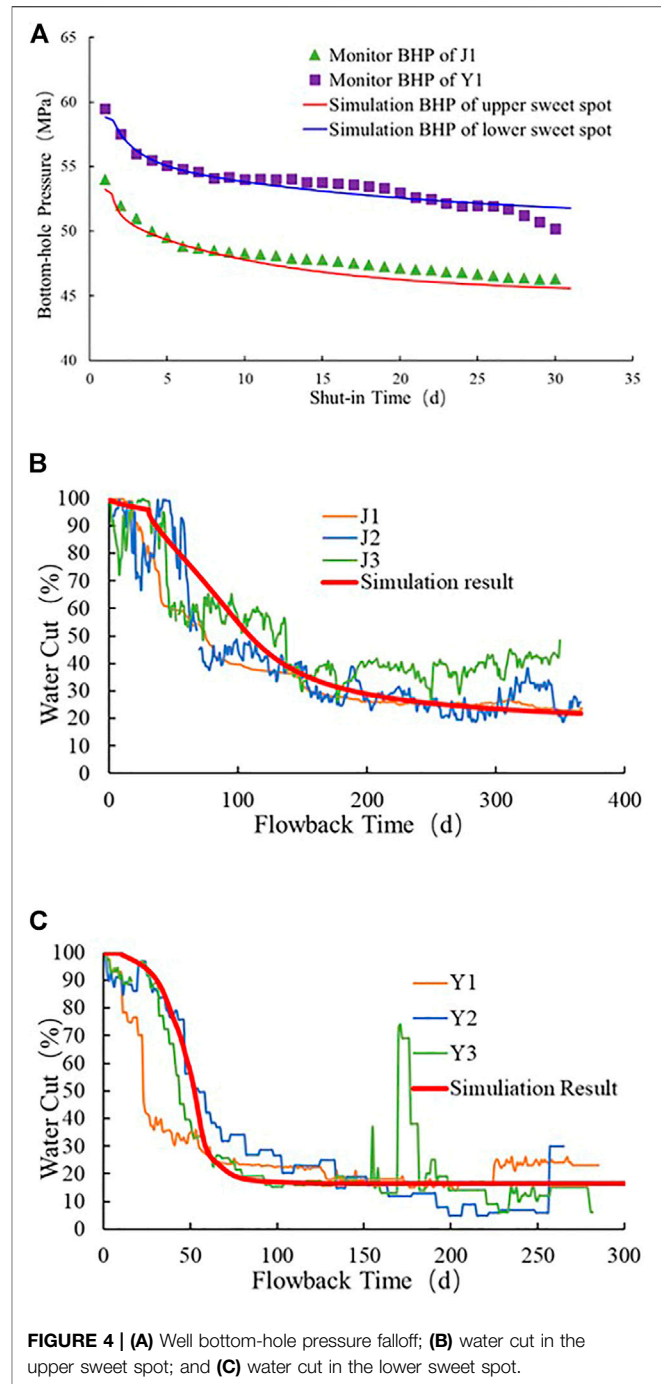 A
65
60
55
50
45
40
Bottom-hole Pressure (MPa)
Monitor BHP of J1
Monitor BHP of Y1
Simulation BHP of upper sweet spot
Simulation BHP of lower sweet spot
0 5 10 15 20 25 30 35
Shut-in Time (d)
B
100
90
80
70
60
50
40
30
20
10
0
Water Cut (%)
J1
J2
J3
Simulation result
0 100 200 300 400
Flowback Time (d)
C
100
90
80
70
60
50
40
30
20
10
0
Water Cut (%)
Y1
Y2
Y3
Simuliation Result
0 50 100 150 200 250 300
Flowback Time (d)
FIGURE 4 | (A) Well bottom-hole pressure falloff; (B) water cut in the
upper sweet spot; and (C) water cut in the lower sweet spot.